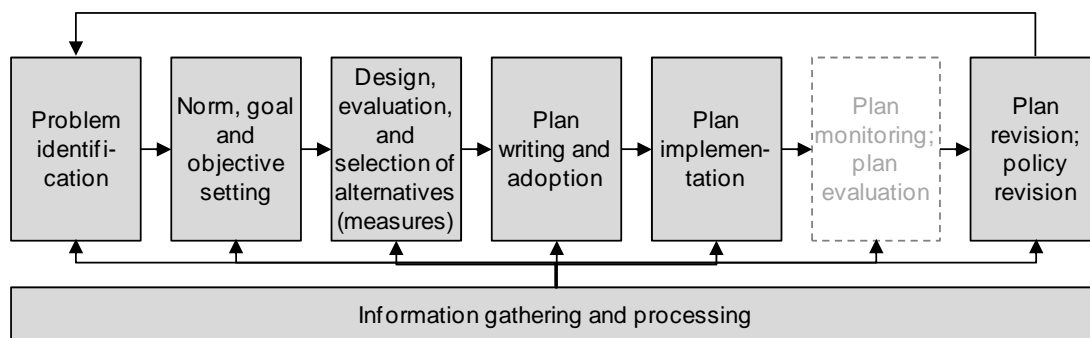 Problem
identifi-
cation
Norm, goal
and
objective
setting
Design,
evaluation,
and
selection of
alternatives
(measures)
Plan
writing and
adoption
Plan
implemen-
tation
Plan
monitoring;
plan
evaluation
Plan
revision;
policy
revision
Information gathering and processing